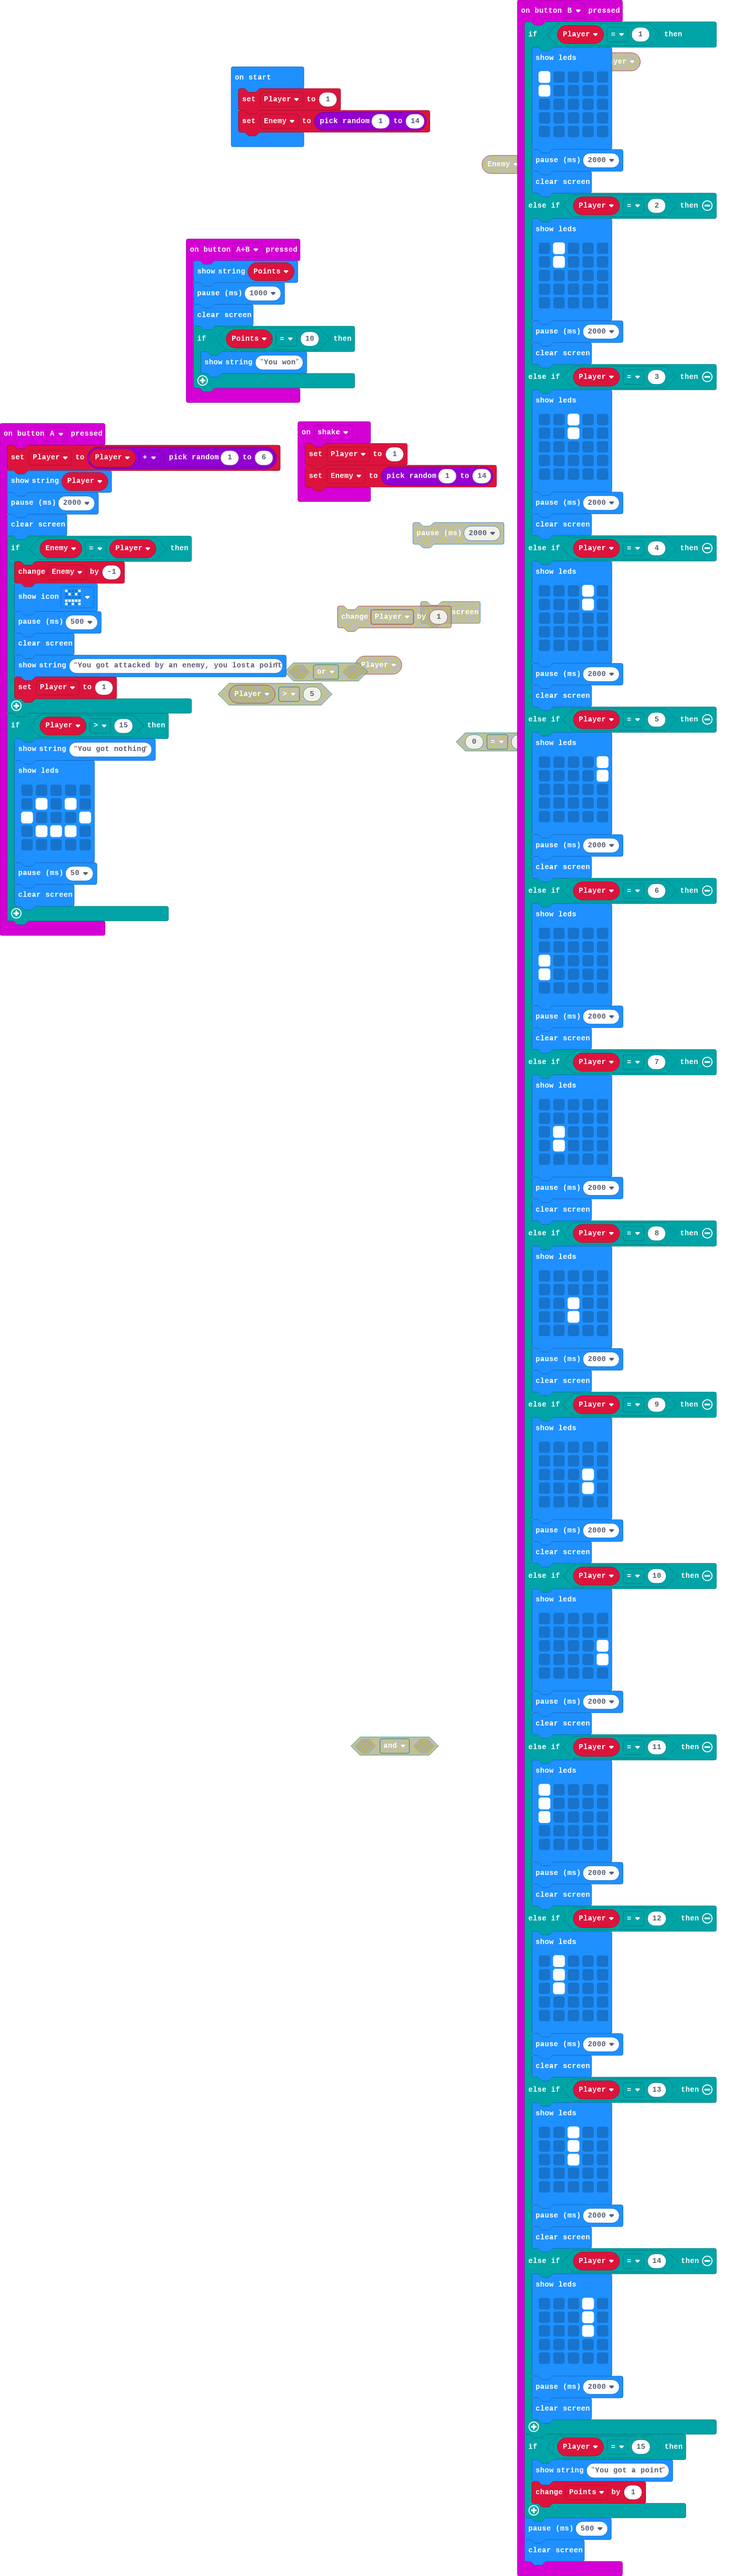 on start
set Player to 1
set Enemy to pick random 1 to 14
Enemy
on button A+B pressed
show string Points
pause (ms) 1000
clear screen
if Points = 10 then
show string "You won"
on button A pressed
set Player to Player + pick random 1 to 6
show string Player
pause (ms) 2000
clear screen
if Enemy = Player then
change Enemy by -1
show icon
pause (ms) 500
clear screen
show string "You got attacked by an enemy, you losta point
set Player to 1
if Player > 15 then
show string "You got nothing"
show leds
pause (ms) 50
clear screen
on shake
set Player to 1
set Enemy to pick random 1 to 14
pause (ms) 2000
screen
change Player by 1
Player
or
Player > 5
0 =
and
on button B pressed
if Player = 1 then
show leds
pause (ms) 2000
clear screen
else if Player = 2 then
show leds
pause (ms) 2000
clear screen
else if Player = 3 then
show leds
pause (ms) 2000
clear screen
else if Player = 4 then
show leds
pause (ms) 2000
clear screen
else if Player = 5 then
show leds
pause (ms) 2000
clear screen
else if Player = 6 then
show leds
pause (ms) 2000
clear screen
else if Player = 7 then
show leds
pause (ms) 2000
clear screen
else if Player = 8 then
show leds
pause (ms) 2000
clear screen
else if Player = 9 then
show leds
pause (ms) 2000
clear screen
else if Player = 10 then
show leds
pause (ms) 2000
clear screen
else if Player = 11 then
show leds
pause (ms) 2000
clear screen
else if Player = 12 then
show leds
pause (ms) 2000
clear screen
else if Player = 13 then
show leds
pause (ms) 2000
clear screen
else if Player = 14 then
show leds
pause (ms) 2000
clear screen
if Player = 15 then
show string "You got a point"
change Points by 1
pause (ms) 500
clear screen